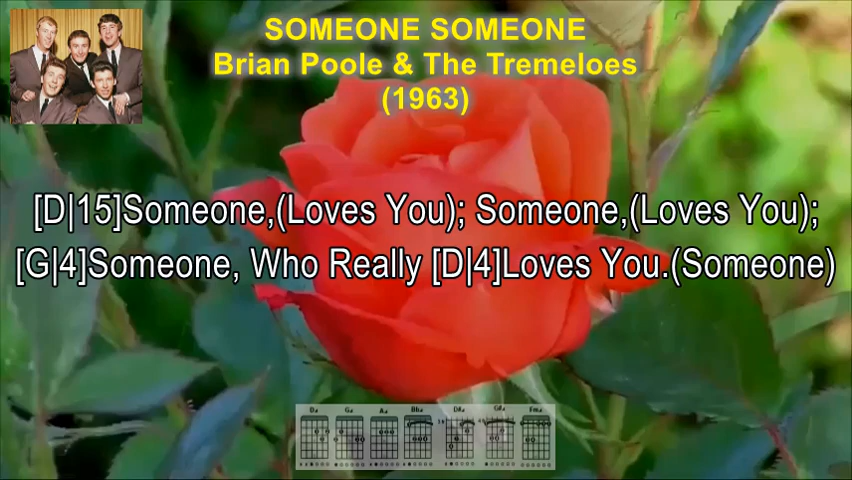 SOMEONE SOMEONE
Brian Poole & The Tremeloes
(1963)
[D|15]Someone,(Loves You); Someone,(Loves You);
[G|4]Someone, Who Really [D|4]Loves You.(Someone)